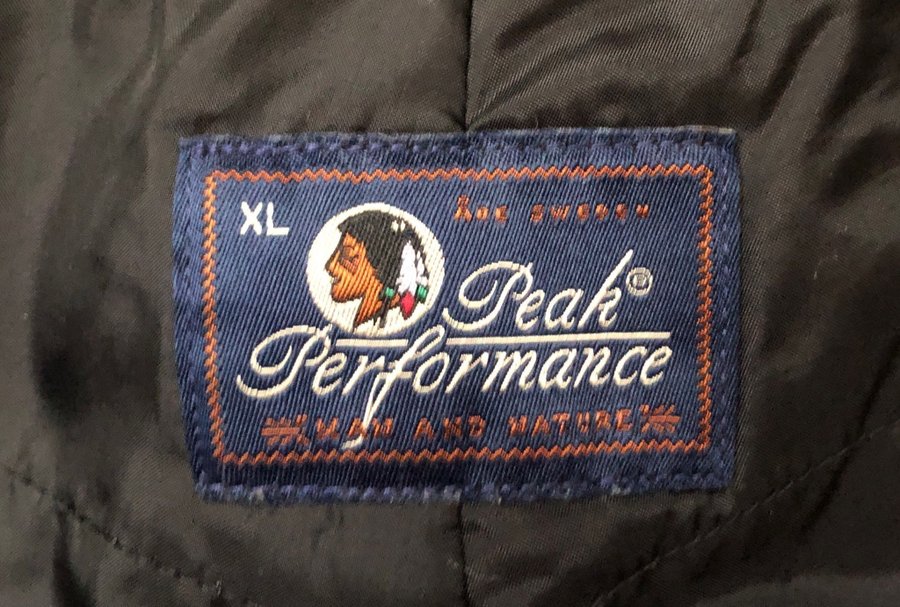 XL
Åre Sweden
Peak®
Performance
MAN AND NATURE